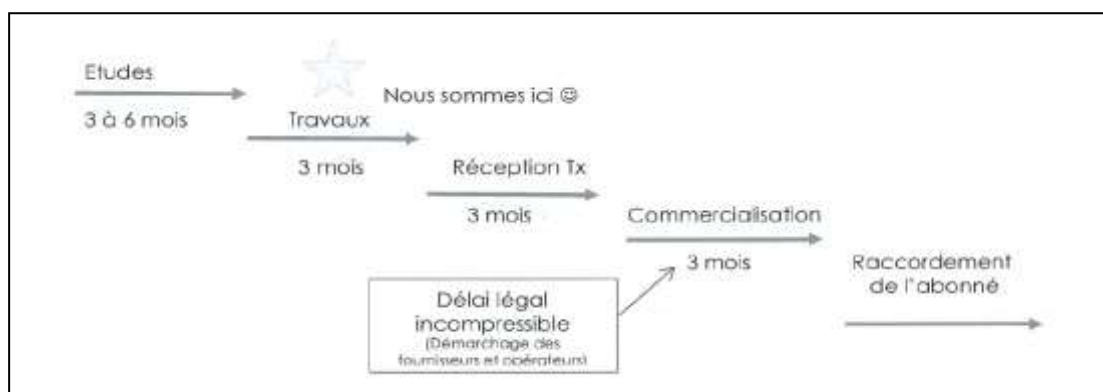 Etudes
3 à 6 mois
Nous sommes ici ☺
Travaux
3 mois
Réception Tx
3 mois
Commercialisation
3 mois
Délai légal
incompressible
(Démarchage des
fournisseurs et opérateurs)
Raccordement
de l'abonné